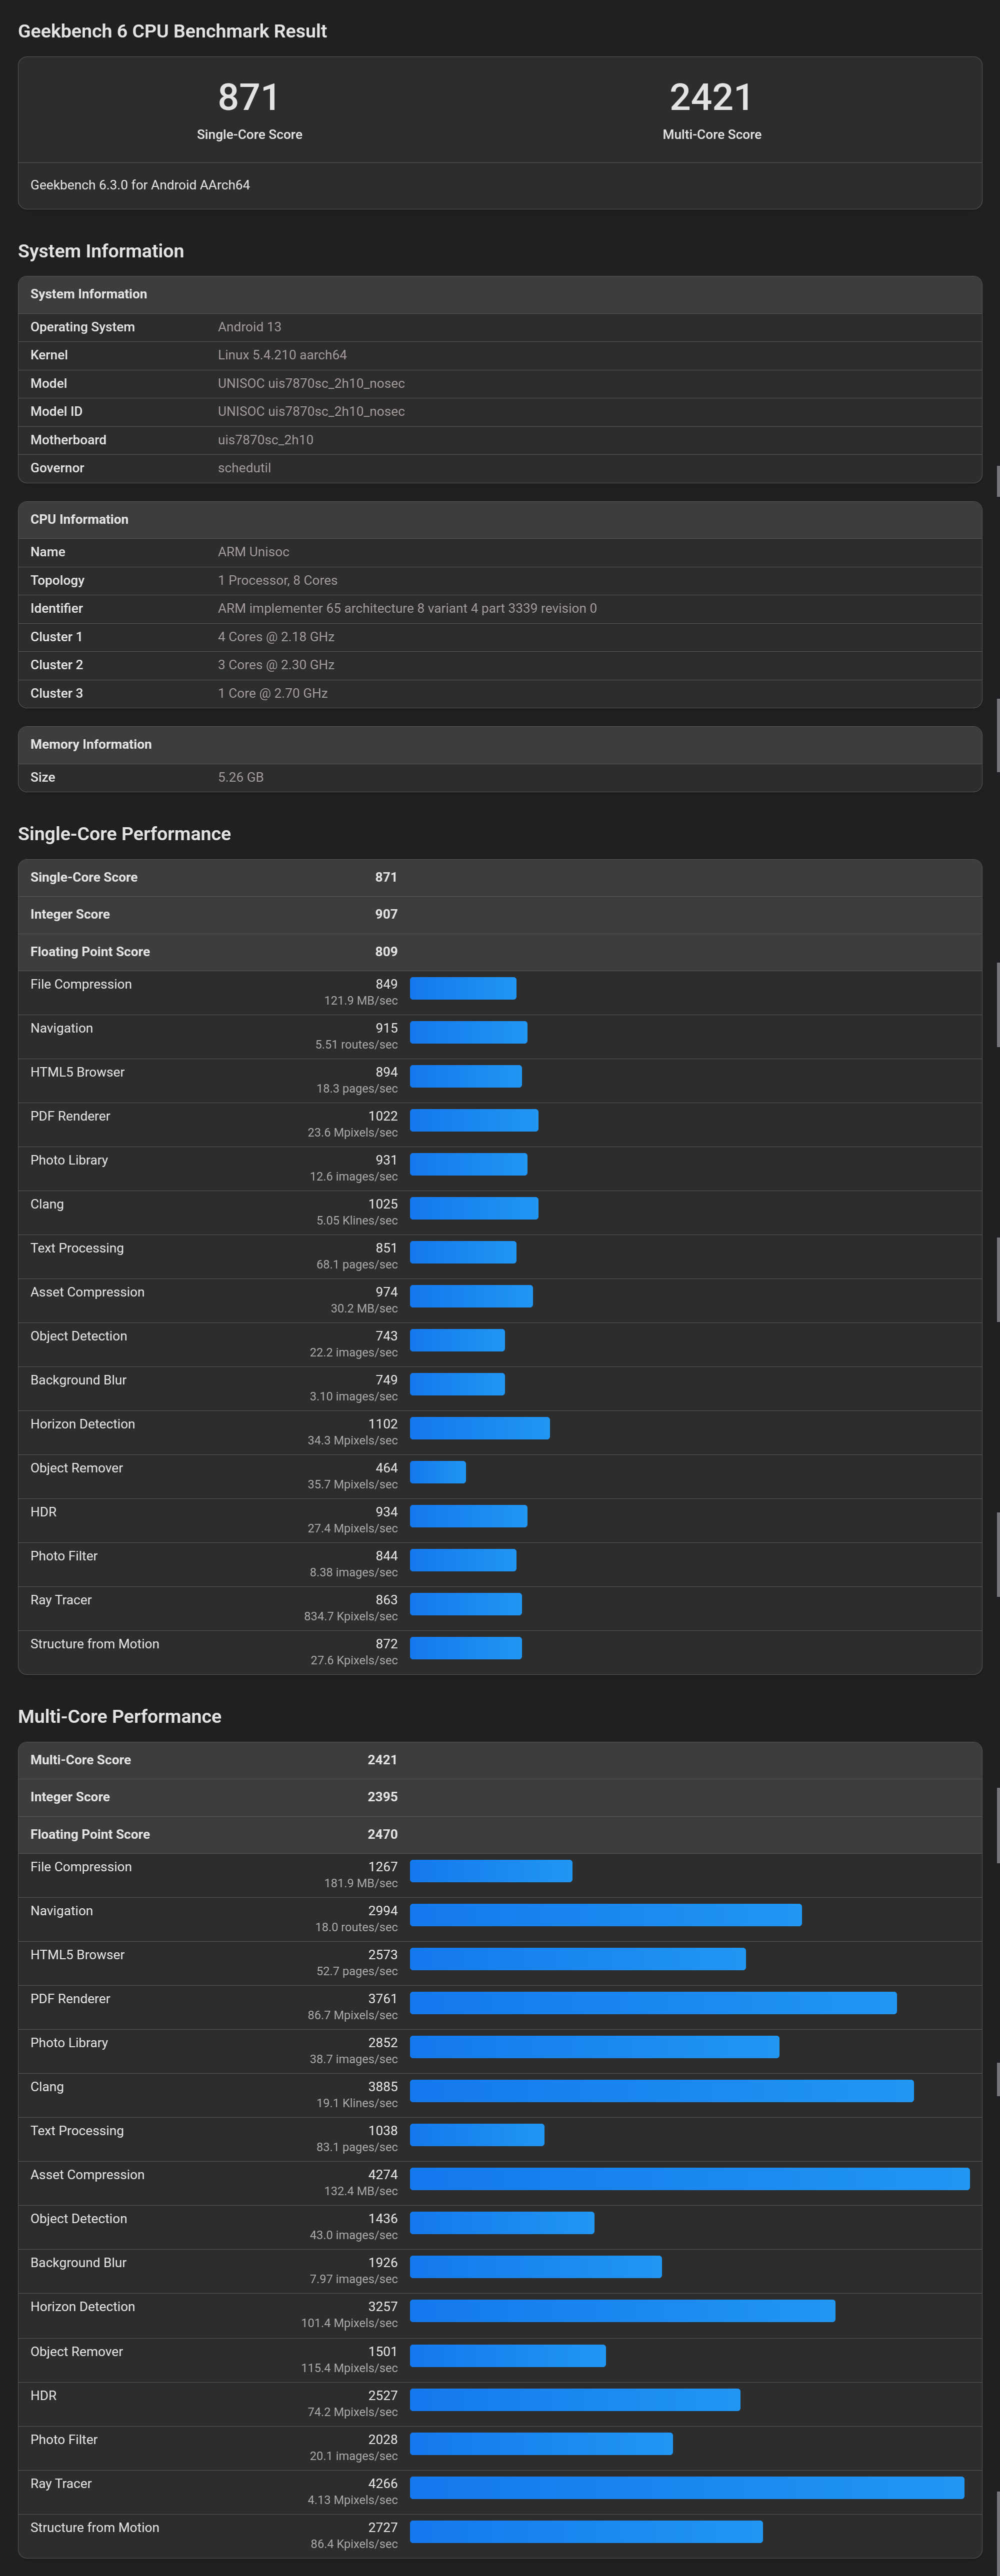 Geekbench 6 CPU Benchmark Result
871 2421
Single-Core Score Multi-Core Score
Geekbench 6.3.0 for Android AArch64
System Information
System Information
Operating System Android 13
Kernel Linux 5.4.210 aarch64
Model UNISOC uis7870sc_2h10_nosec
Model ID UNISOC uis7870sc_2h10_nosec
Motherboard uis7870sc_2h10
Governor schedutil
CPU Information
Name ARM Unisoc
Topology 1 Processor, 8 Cores
Identifier ARM implementer 65 architecture 8 variant 4 part 3339 revision 0
Cluster 1 4 Cores @ 2.18 GHz
Cluster 2 3 Cores @ 2.30 GHz
Cluster 3 1 Core @ 2.70 GHz
Memory Information
Size 5.26 GB
Single-Core Performance
Single-Core Score 871
Integer Score 907
Floating Point Score 809
File Compression 849
121.9 MB/sec
Navigation 915
5.51 routes/sec
HTML5 Browser 894
18.3 pages/sec
PDF Renderer 1022
23.6 Mpixels/sec
Photo Library 931
12.6 images/sec
Clang 1025
5.05 Klines/sec
Text Processing 851
68.1 pages/sec
Asset Compression 974
30.2 MB/sec
Object Detection 743
22.2 images/sec
Background Blur 749
3.10 images/sec
Horizon Detection 1102
34.3 Mpixels/sec
Object Remover 464
35.7 Mpixels/sec
HDR 934
27.4 Mpixels/sec
Photo Filter 844
8.38 images/sec
Ray Tracer 863
834.7 Kpixels/sec
Structure from Motion 872
27.6 Kpixels/sec
Multi-Core Performance
Multi-Core Score 2421
Integer Score 2395
Floating Point Score 2470
File Compression 1267
181.9 MB/sec
Navigation 2994
18.0 routes/sec
HTML5 Browser 2573
52.7 pages/sec
PDF Renderer 3761
86.7 Mpixels/sec
Photo Library 2852
38.7 images/sec
Clang 3885
19.1 Klines/sec
Text Processing 1038
83.1 pages/sec
Asset Compression 4274
132.4 MB/sec
Object Detection 1436
43.0 images/sec
Background Blur 1926
7.97 images/sec
Horizon Detection 3257
101.4 Mpixels/sec
Object Remover 1501
115.4 Mpixels/sec
HDR 2527
74.2 Mpixels/sec
Photo Filter 2028
20.1 images/sec
Ray Tracer 4266
4.13 Mpixels/sec
Structure from Motion 2727
86.4 Kpixels/sec